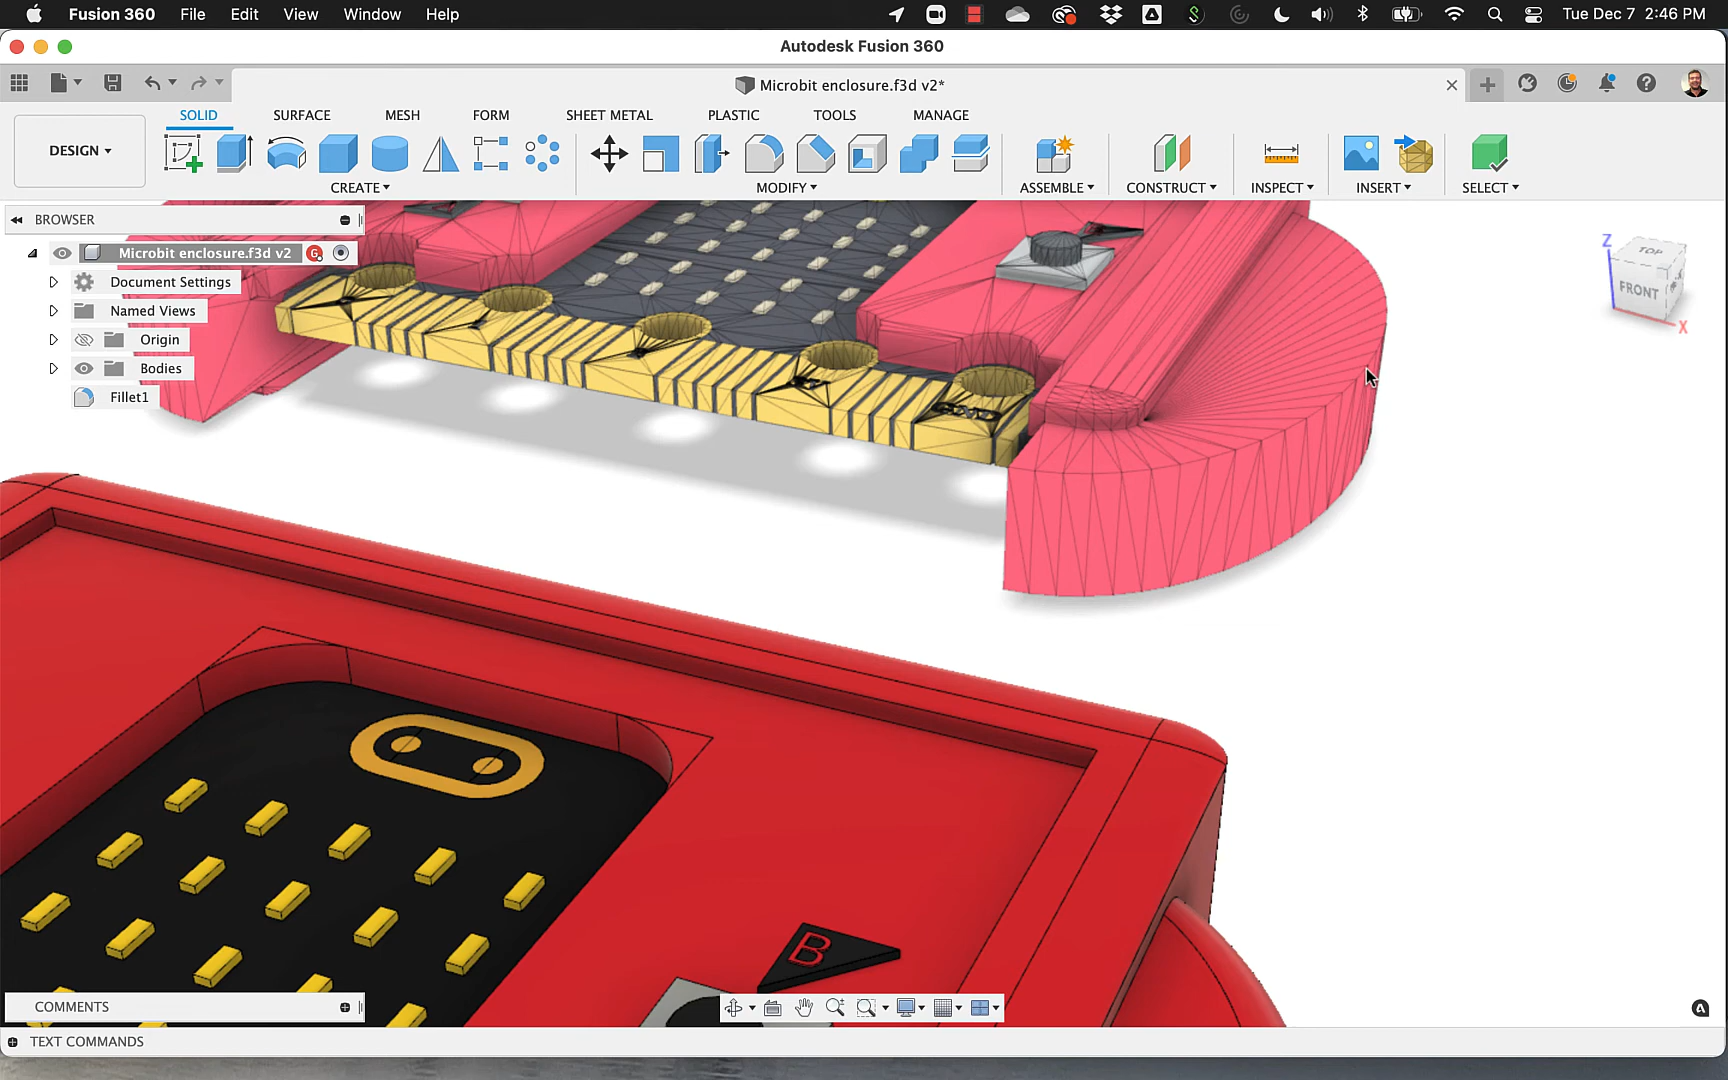 Fusion 360 File Edit View Window Help Tue Dec 7 2:46 PM
Autodesk Fusion 360
Microbit enclosure.f3d v2*
SOLID SURFACE MESH FORM SHEET METAL PLASTIC TOOLS MANAGE
DESIGN
CREATE MODIFY ASSEMBLE CONSTRUCT INSPECT INSERT SELECT
BROWSER
Microbit enclosure.f3d v2
Document Settings
Named Views
Origin
Bodies
Fillet1
Z
TOP
FRONT
X
GND
B
COMMENTS
TEXT COMMANDS